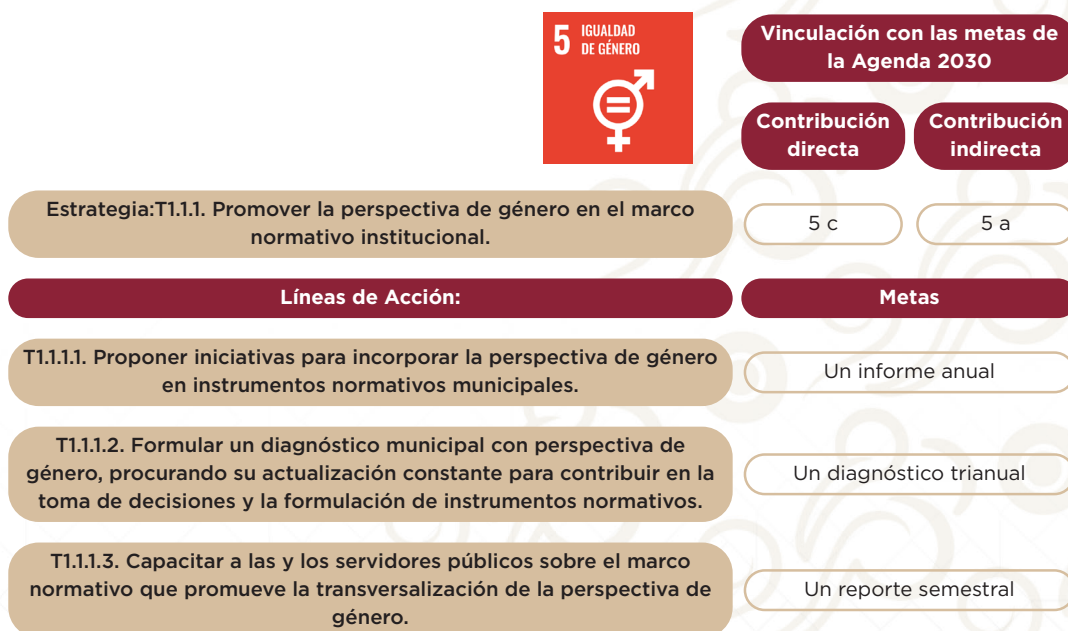 5 IGUALDAD
DE GÉNERO
Vinculación con las metas de
la Agenda 2030
Contribución
directa
Contribución
indirecta
Estrategia:T1.1.1. Promover la perspectiva de género en el marco
normativo institucional.
5 c
5 a
Líneas de Acción:
Metas
T1.1.1.1. Proponer iniciativas para incorporar la perspectiva de género
en instrumentos normativos municipales.
Un informe anual
T1.1.1.2. Formular un diagnóstico municipal con perspectiva de
género, procurando su actualización constante para contribuir en la
toma de decisiones y la formulación de instrumentos normativos.
Un diagnóstico trianual
T1.1.1.3. Capacitar a las y los servidores públicos sobre el marco
normativo que promueve la transversalización de la perspectiva de
género.
Un reporte semestral